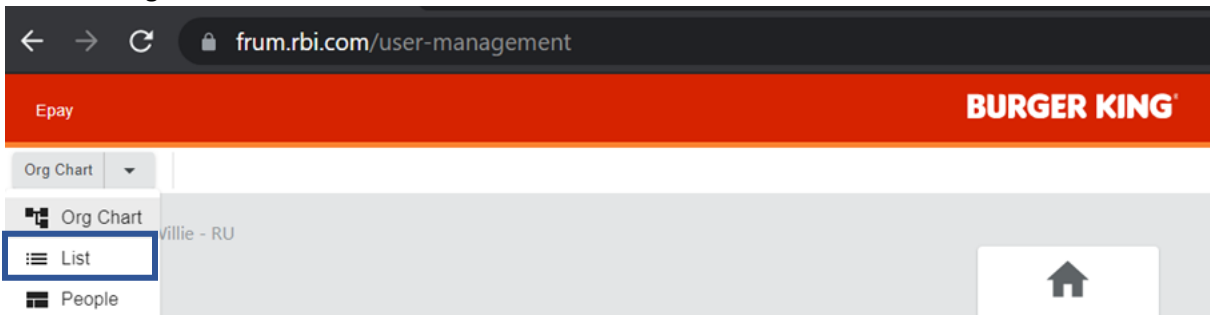 frum.rbi.com/user-management
Epay
BURGER KING
Org Chart
Org Chart
Willie - RU
List
People